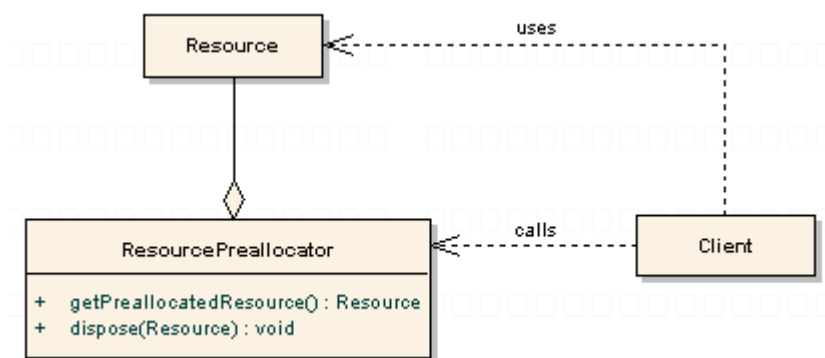 uses
Resource
ResourcePreallocator
calls
Client
+ getPreallocatedResource() : Resource
+ dispose(Resource) : void